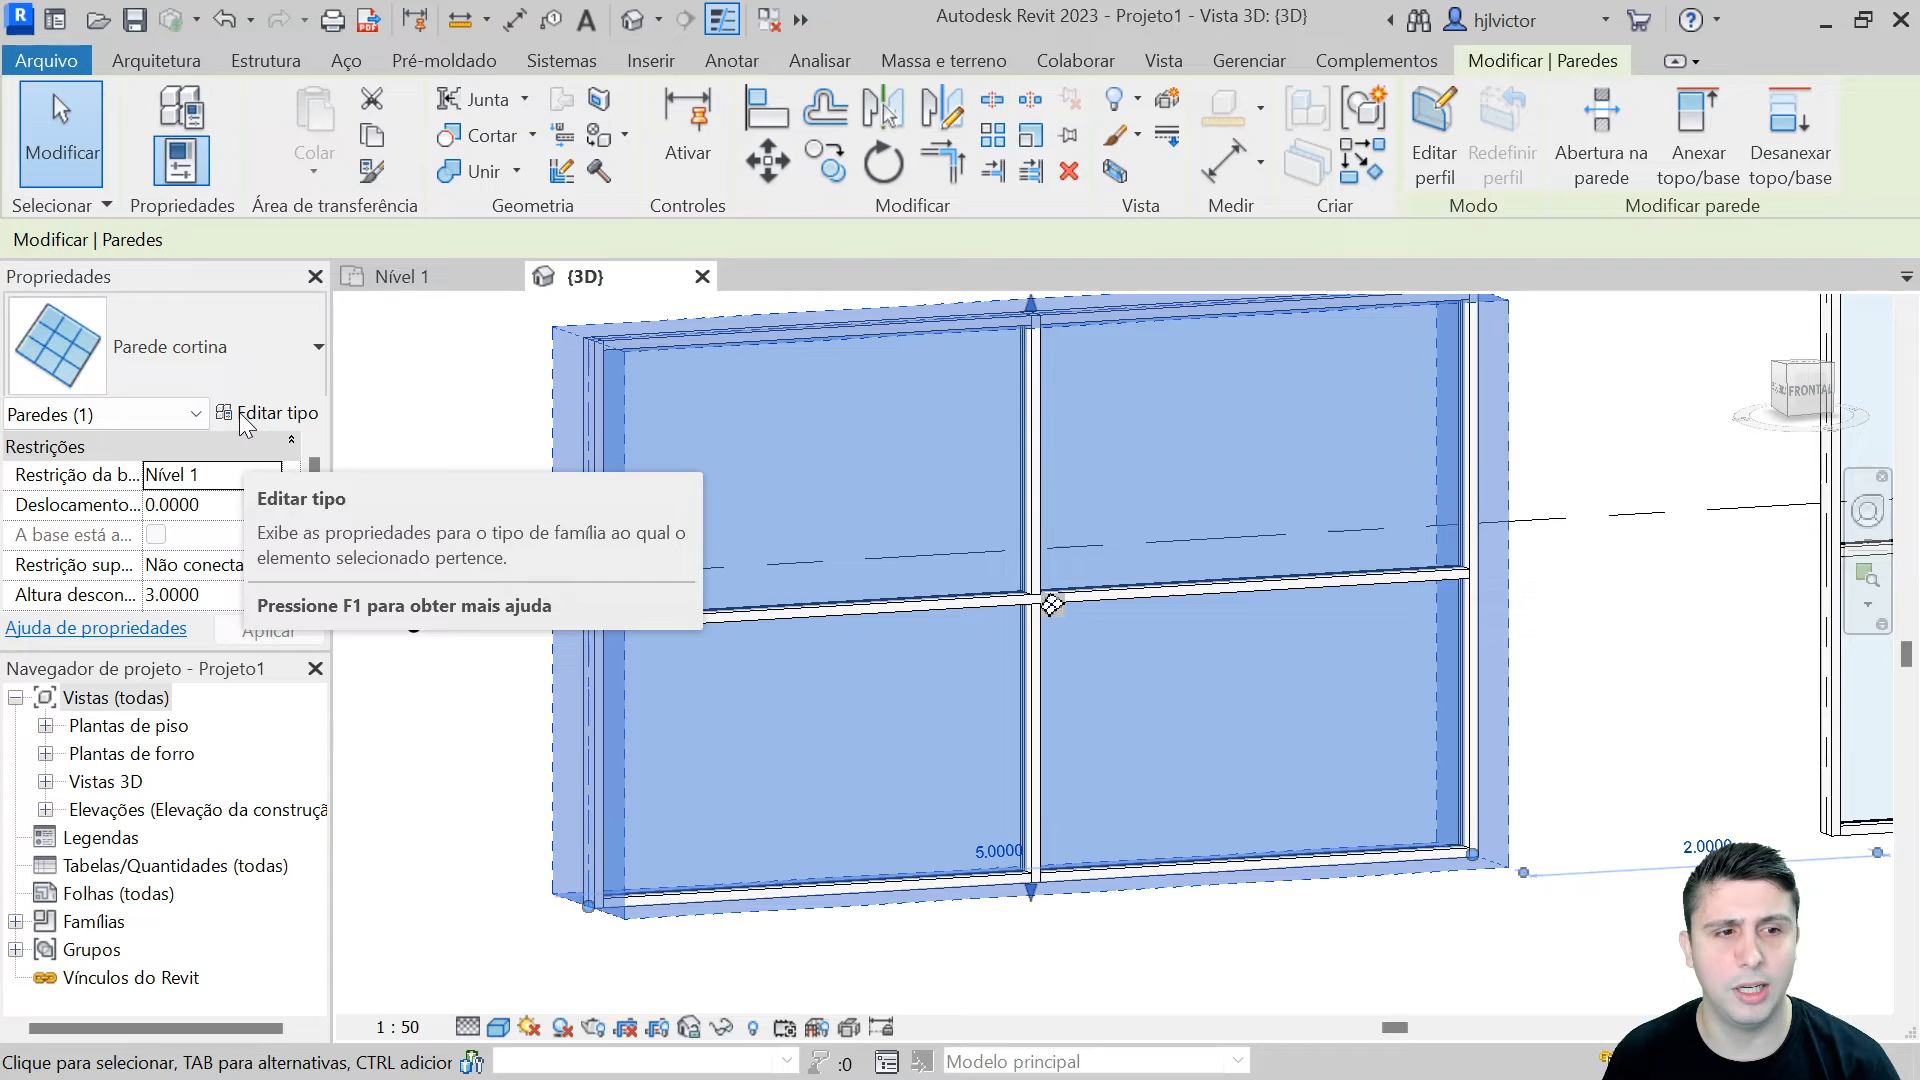 Autodesk Revit 2023 - Projeto1 - Vista 3D: {3D}
hjlvictor
Arquivo
Arquitetura
Estrutura
Aço
Pré-moldado
Sistemas
Inserir
Anotar
Analisar
Massa e terreno
Colaborar
Vista
Gerenciar
Complementos
Modificar | Paredes
Modificar
Colar
Junta
Cortar
Unir
Ativar
Editar
perfil
Redefinir
perfil
Abertura na
parede
Anexar
topo/base
Desanexar
topo/base
Selecionar
Propriedades
Área de transferência
Geometria
Controles
Modificar
Vista
Medir
Criar
Modo
Modificar parede
Modificar | Paredes
Propriedades
Nível 1
{3D}
Parede cortina
Paredes (1)
Editar tipo
Restrições
Restrição da b...
Nível 1
Deslocamento...
0.0000
A base está a...
Restrição sup...
Não conecta
Altura descon...
3.0000
Ajuda de propriedades
Aplicar
Editar tipo
Exibe as propriedades para o tipo de família ao qual o
elemento selecionado pertence.
Pressione F1 para obter mais ajuda
FRONTAL
5.0000
2.0000
Navegador de projeto - Projeto1
Vistas (todas)
Plantas de piso
Plantas de forro
Vistas 3D
Elevações (Elevação da construçã
Legendas
Tabelas/Quantidades (todas)
Folhas (todas)
Famílias
Grupos
Vínculos do Revit
1 : 50
Clique para selecionar, TAB para alternativas, CTRL adicior
:0
Modelo principal